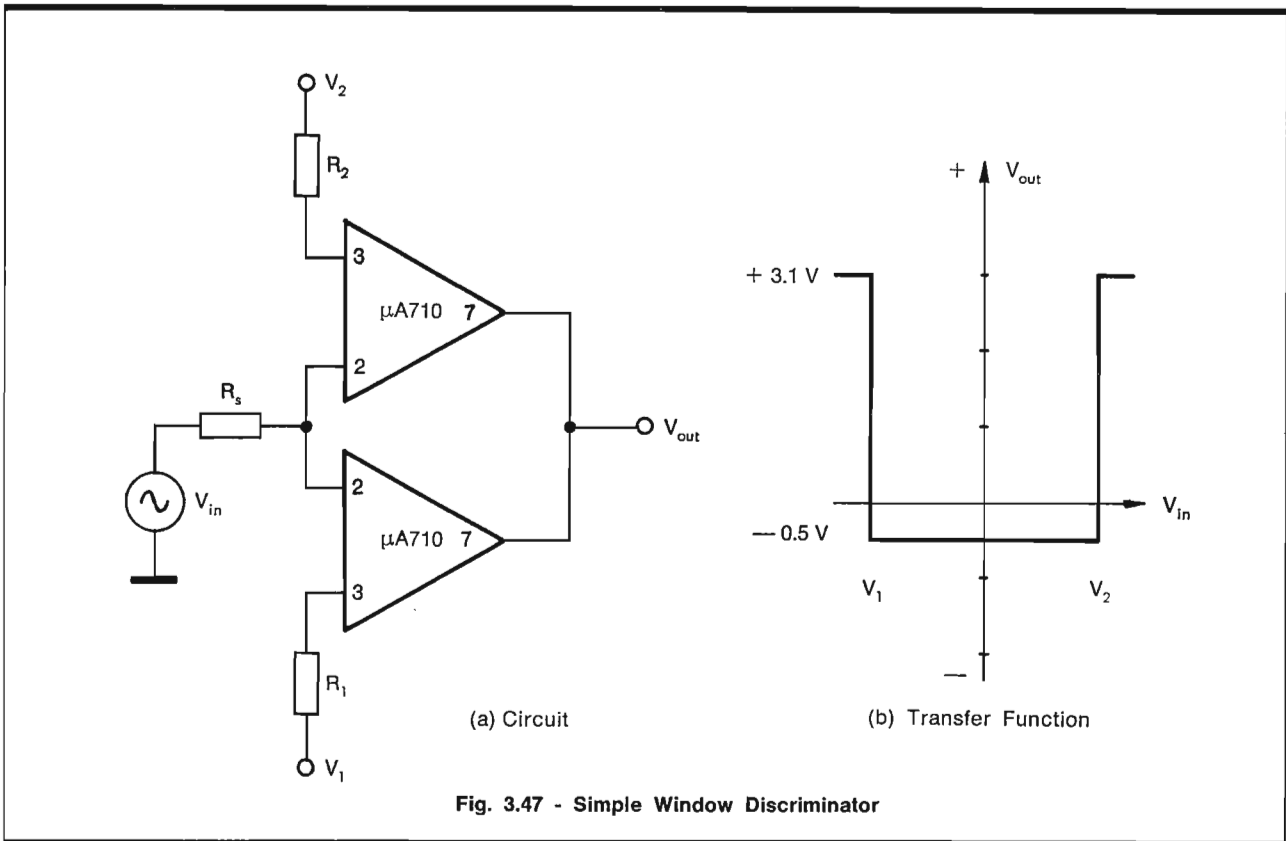 V2
R2
3
μA710 7
2
Rs
Vin
2
μA710 7
3
R1
V1
Vout
(a) Circuit
+
Vout
+ 3.1 V
Vin
— 0.5 V
V1
V2
—
(b) Transfer Function
Fig. 3.47 - Simple Window Discriminator